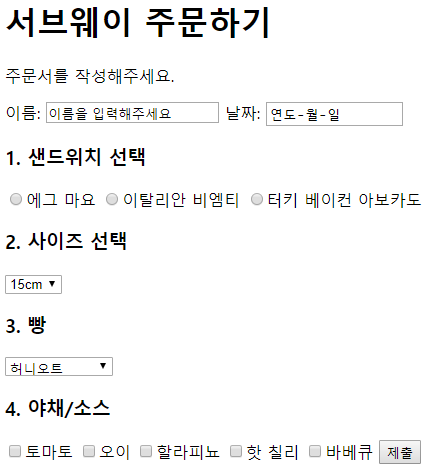 서브웨이 주문하기
주문서를 작성해주세요.
이름: 이름을 입력해주세요 날짜: 연도-월-일
1. 샌드위치 선택
에그 마요 이탈리안 비엠티 터키 베이컨 아보카도
2. 사이즈 선택
15cm
3. 빵
허니오트
4. 야채/소스
토마토 오이 할라피뇨 핫 칠리 바베큐 제출